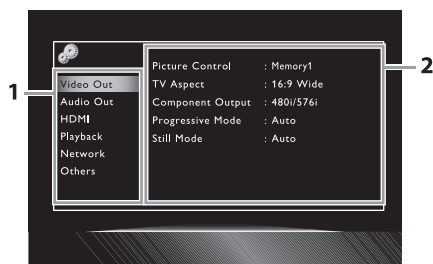 1
2
Video Out
Audio Out
HDMI
Playback
Network
Others
Picture Control : Memory1
TV Aspect : 16:9 Wide
Component Output : 480i/576i
Progressive Mode : Auto
Still Mode : Auto